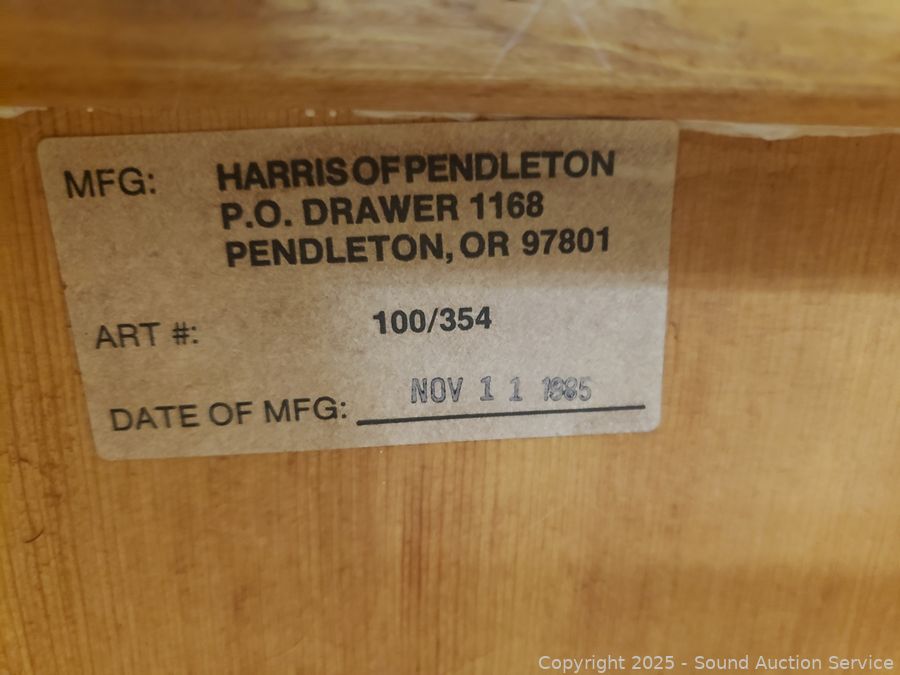 MFG: HARRIS OF PENDLETON
P.O. DRAWER 1168
PENDLETON, OR 97801
ART #: 100/354
DATE OF MFG: NOV 1 1 1985
Copyright 2025 - Sound Auction Service